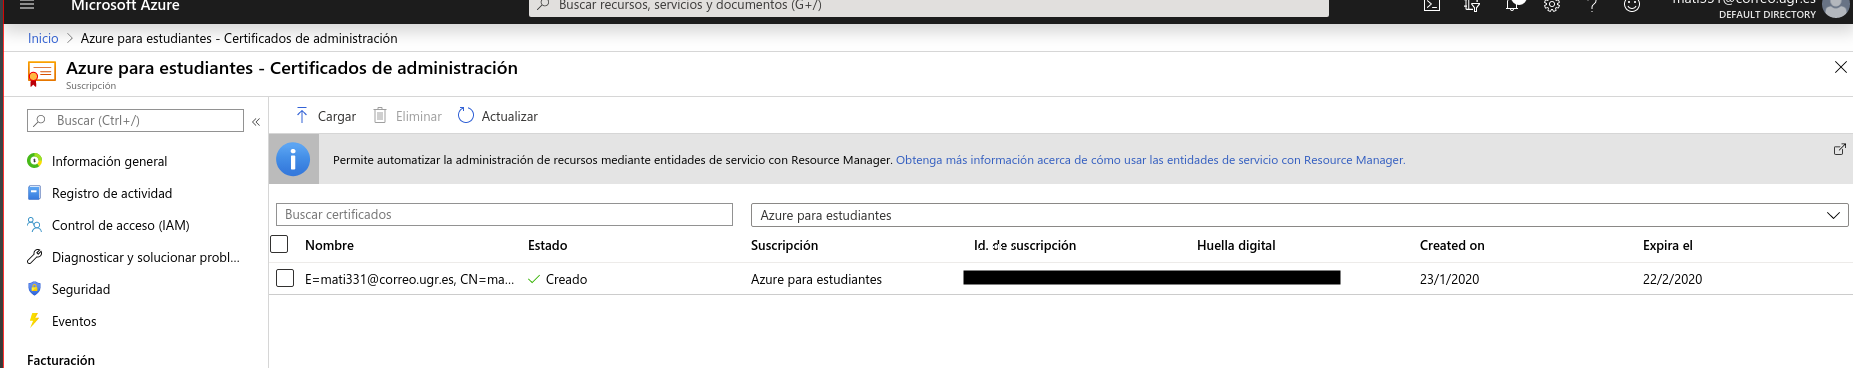 Microsoft Azure
Buscar recursos, servicios y documentos (G+/)
mati331@correo.ugr.es
DEFAULT DIRECTORY
Inicio > Azure para estudiantes - Certificados de administración
Azure para estudiantes - Certificados de administración
Suscripción
Buscar (Ctrl+/)
«
Información general
Registro de actividad
Control de acceso (IAM)
Diagnosticar y solucionar probl...
Seguridad
Eventos
Facturación
Cargar Eliminar Actualizar
Permite automatizar la administración de recursos mediante entidades de servicio con Resource Manager. Obtenga más información acerca de cómo usar las entidades de servicio con Resource Manager.
Buscar certificados
Azure para estudiantes
Nombre Estado Suscripción Id. de suscripción Huella digital Created on Expira el
E=mati331@correo.ugr.es, CN=ma... Creado Azure para estudiantes 23/1/2020 22/2/2020